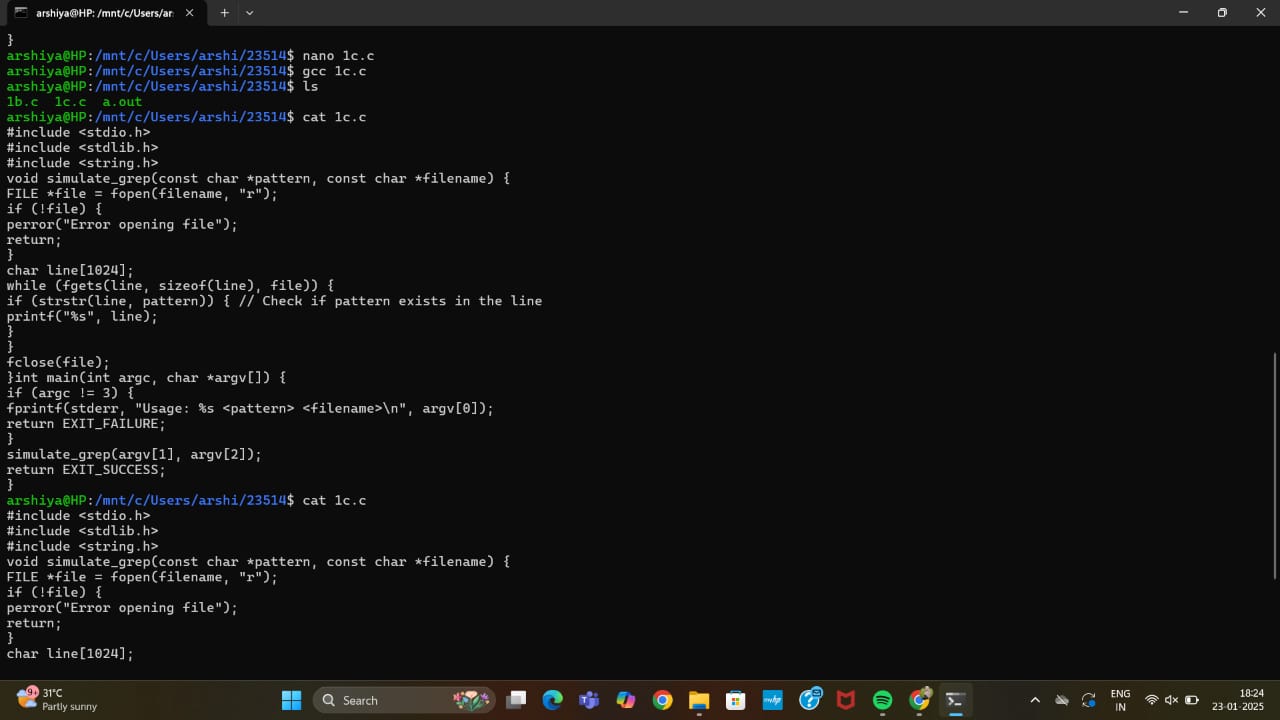 arshiya@HP: /mnt/c/Users/ar
}
arshiya@HP:/mnt/c/Users/arshi/23514$ nano 1c.c
arshiya@HP:/mnt/c/Users/arshi/23514$ gcc 1c.c
arshiya@HP:/mnt/c/Users/arshi/23514$ ls
1b.c  1c.c  a.out
arshiya@HP:/mnt/c/Users/arshi/23514$ cat 1c.c
#include <stdio.h>
#include <stdlib.h>
#include <string.h>
void simulate_grep(const char *pattern, const char *filename) {
FILE *file = fopen(filename, "r");
if (!file) {
perror("Error opening file");
return;
}
char line[1024];
while (fgets(line, sizeof(line), file)) {
if (strstr(line, pattern)) { // Check if pattern exists in the line
printf("%s", line);
}
}
fclose(file);
}int main(int argc, char *argv[]) {
if (argc != 3) {
fprintf(stderr, "Usage: %s <pattern> <filename>\n", argv[0]);
return EXIT_FAILURE;
}
simulate_grep(argv[1], argv[2]);
return EXIT_SUCCESS;
}
arshiya@HP:/mnt/c/Users/arshi/23514$ cat 1c.c
#include <stdio.h>
#include <stdlib.h>
#include <string.h>
void simulate_grep(const char *pattern, const char *filename) {
FILE *file = fopen(filename, "r");
if (!file) {
perror("Error opening file");
return;
}
char line[1024];
9+ 31°C
Partly sunny
Search
ENG
IN
18:24
23-01-2025